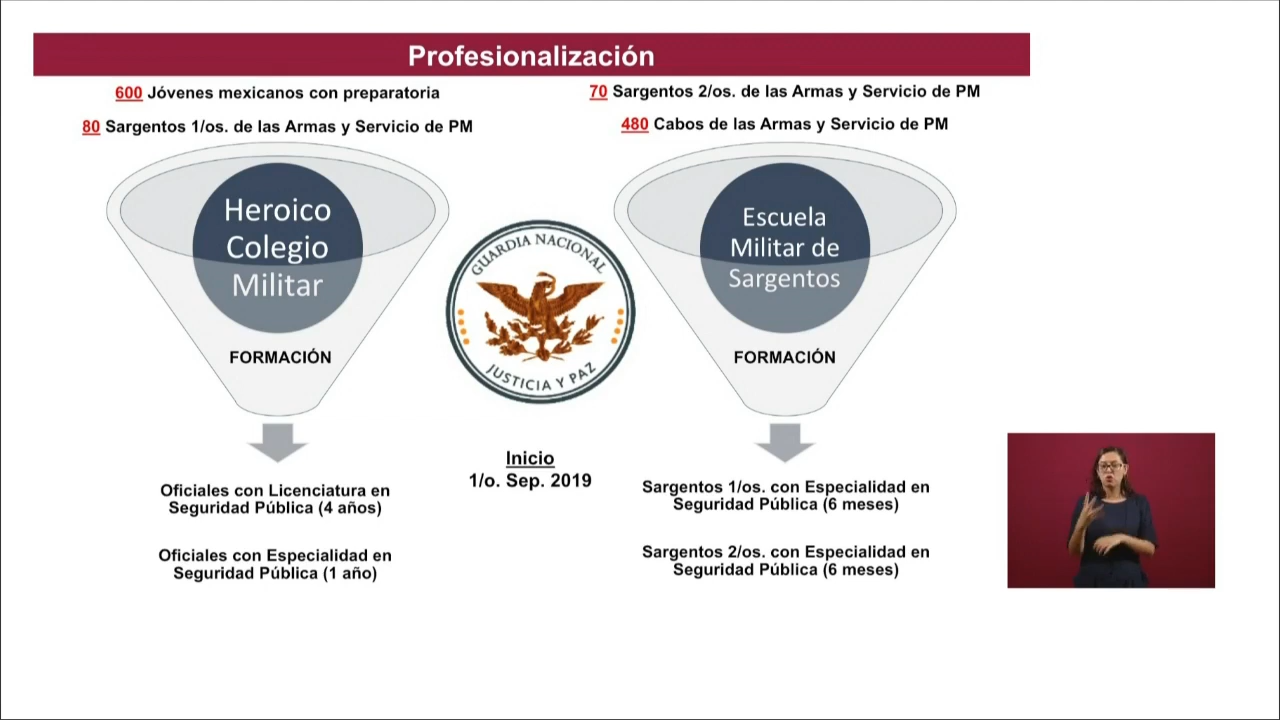 Profesionalización
600 Jóvenes mexicanos con preparatoria
80 Sargentos 1/os. de las Armas y Servicio de PM
Heroico
Colegio
Militar
FORMACIÓN
Oficiales con Licenciatura en
Seguridad Pública (4 años)
Oficiales con Especialidad en
Seguridad Pública (1 año)
GUARDIA NACIONAL
JUSTICIA Y PAZ
Inicio
1/o. Sep. 2019
70 Sargentos 2/os. de las Armas y Servicio de PM
480 Cabos de las Armas y Servicio de PM
Escuela
Militar de
Sargentos
FORMACIÓN
Sargentos 1/os. con Especialidad en
Seguridad Pública (6 meses)
Sargentos 2/os. con Especialidad en
Seguridad Pública (6 meses)